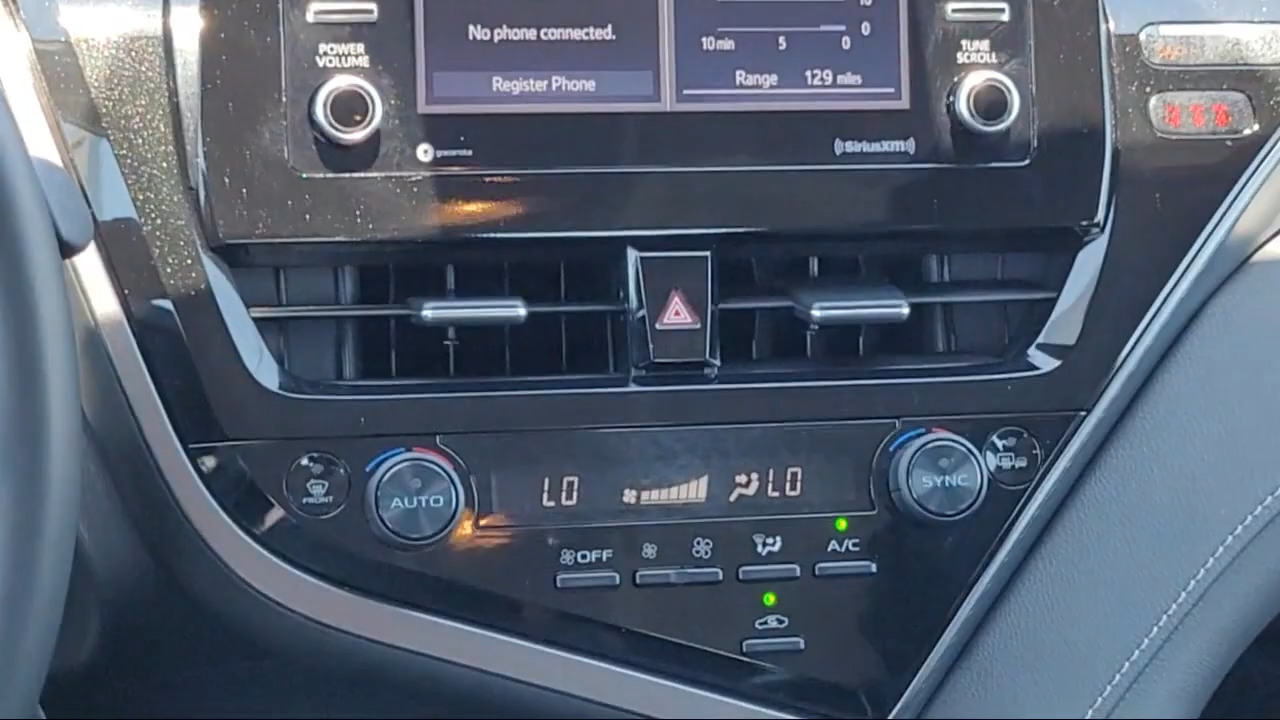 No phone connected.
Register Phone
10
0
10 min 5 0
Range 129 miles
POWER
VOLUME
TUNE
SCROLL
gracenote
((SiriusXM))
FRONT
AUTO
LO
LO
SYNC
OFF
A/C